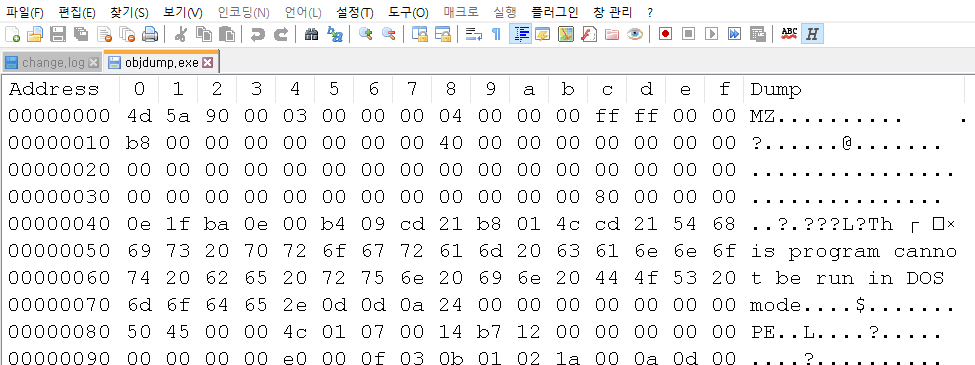 파일(F) 편집(E) 찾기(S) 보기(V) 인코딩(N) 언어(L) 설정(T) 도구(O) 매크로 실행 플러그인 창 관리 ?
ABC H
change.log objdump.exe
Address 0 1 2 3 4 5 6 7 8 9 a b c d e f Dump
00000000 4d 5a 90 00 03 00 00 00 04 00 00 00 ff ff 00 00 MZ.......... .
00000010 b8 00 00 00 00 00 00 00 40 00 00 00 00 00 00 00 ?......@.......
00000020 00 00 00 00 00 00 00 00 00 00 00 00 00 00 00 00 ................
00000030 00 00 00 00 00 00 00 00 00 00 00 00 80 00 00 00 ................
00000040 0e 1f ba 0e 00 b4 09 cd 21 b8 01 4c cd 21 54 68 ..?.???L?Th ┌ □×
00000050 69 73 20 70 72 6f 67 72 61 6d 20 63 61 6e 6e 6f is program canno
00000060 74 20 62 65 20 72 75 6e 20 69 6e 20 44 4f 53 20 t be run in DOS
00000070 6d 6f 64 65 2e 0d 0d 0a 24 00 00 00 00 00 00 00 mode....$.......
00000080 50 45 00 00 4c 01 07 00 14 b7 12 00 00 00 00 00 PE..L....?.....
00000090 00 00 00 00 e0 00 0f 03 0b 01 02 1a 00 0a 0d 00 ....?..........